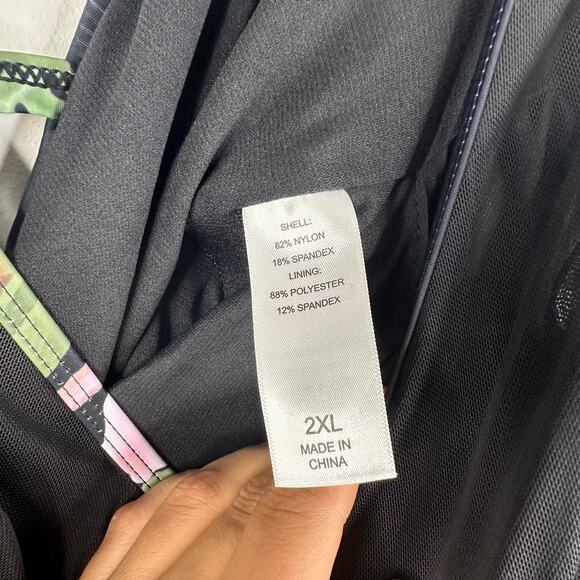 SHELL:
82% NYLON
18% SPANDEX
LINING:
88% POLYESTER
12% SPANDEX
2XL
MADE IN
CHINA